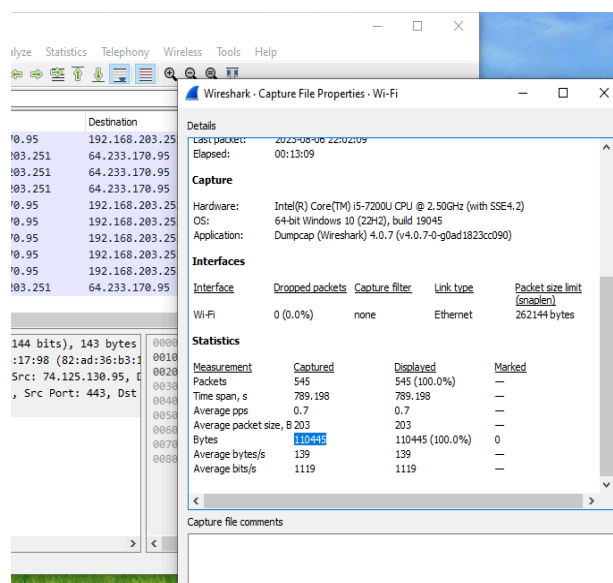 alyze Statistics Telephony Wireless Tools Help
Destination
70.95 192.168.203.25
203.251 64.233.170.95
203.251 64.233.170.95
203.251 64.233.170.95
70.95 192.168.203.25
70.95 192.168.203.25
70.95 192.168.203.25
70.95 192.168.203.25
70.95 192.168.203.25
203.251 64.233.170.95
144 bits), 143 bytes
:17:98 (82:ad:36:b3:1
Src: 74.125.130.95, D
, Src Port: 443, Dst
0000
0010
0020
0030
0040
0050
0060
0070
0080
Wireshark · Capture File Properties · Wi-Fi
Details
Last packet: 2023-08-06 22:02:09
Elapsed: 00:13:09
Capture
Hardware: Intel(R) Core(TM) i5-7200U CPU @ 2.50GHz (with SSE4.2)
OS: 64-bit Windows 10 (22H2), build 19045
Application: Dumpcap (Wireshark) 4.0.7 (v4.0.7-0-g0ad1823cc090)
Interfaces
Interface Dropped packets Capture filter Link type Packet size limit
(snaplen)
Wi-Fi 0 (0.0%) none Ethernet 262144 bytes
Statistics
Measurement Captured Displayed Marked
Packets 545 545 (100.0%) —
Time span, s 789.198 789.198 —
Average pps 0.7 0.7 —
Average packet size, B 203 203 —
Bytes 110445 110445 (100.0%) 0
Average bytes/s 139 139 —
Average bits/s 1119 1119 —
Capture file comments